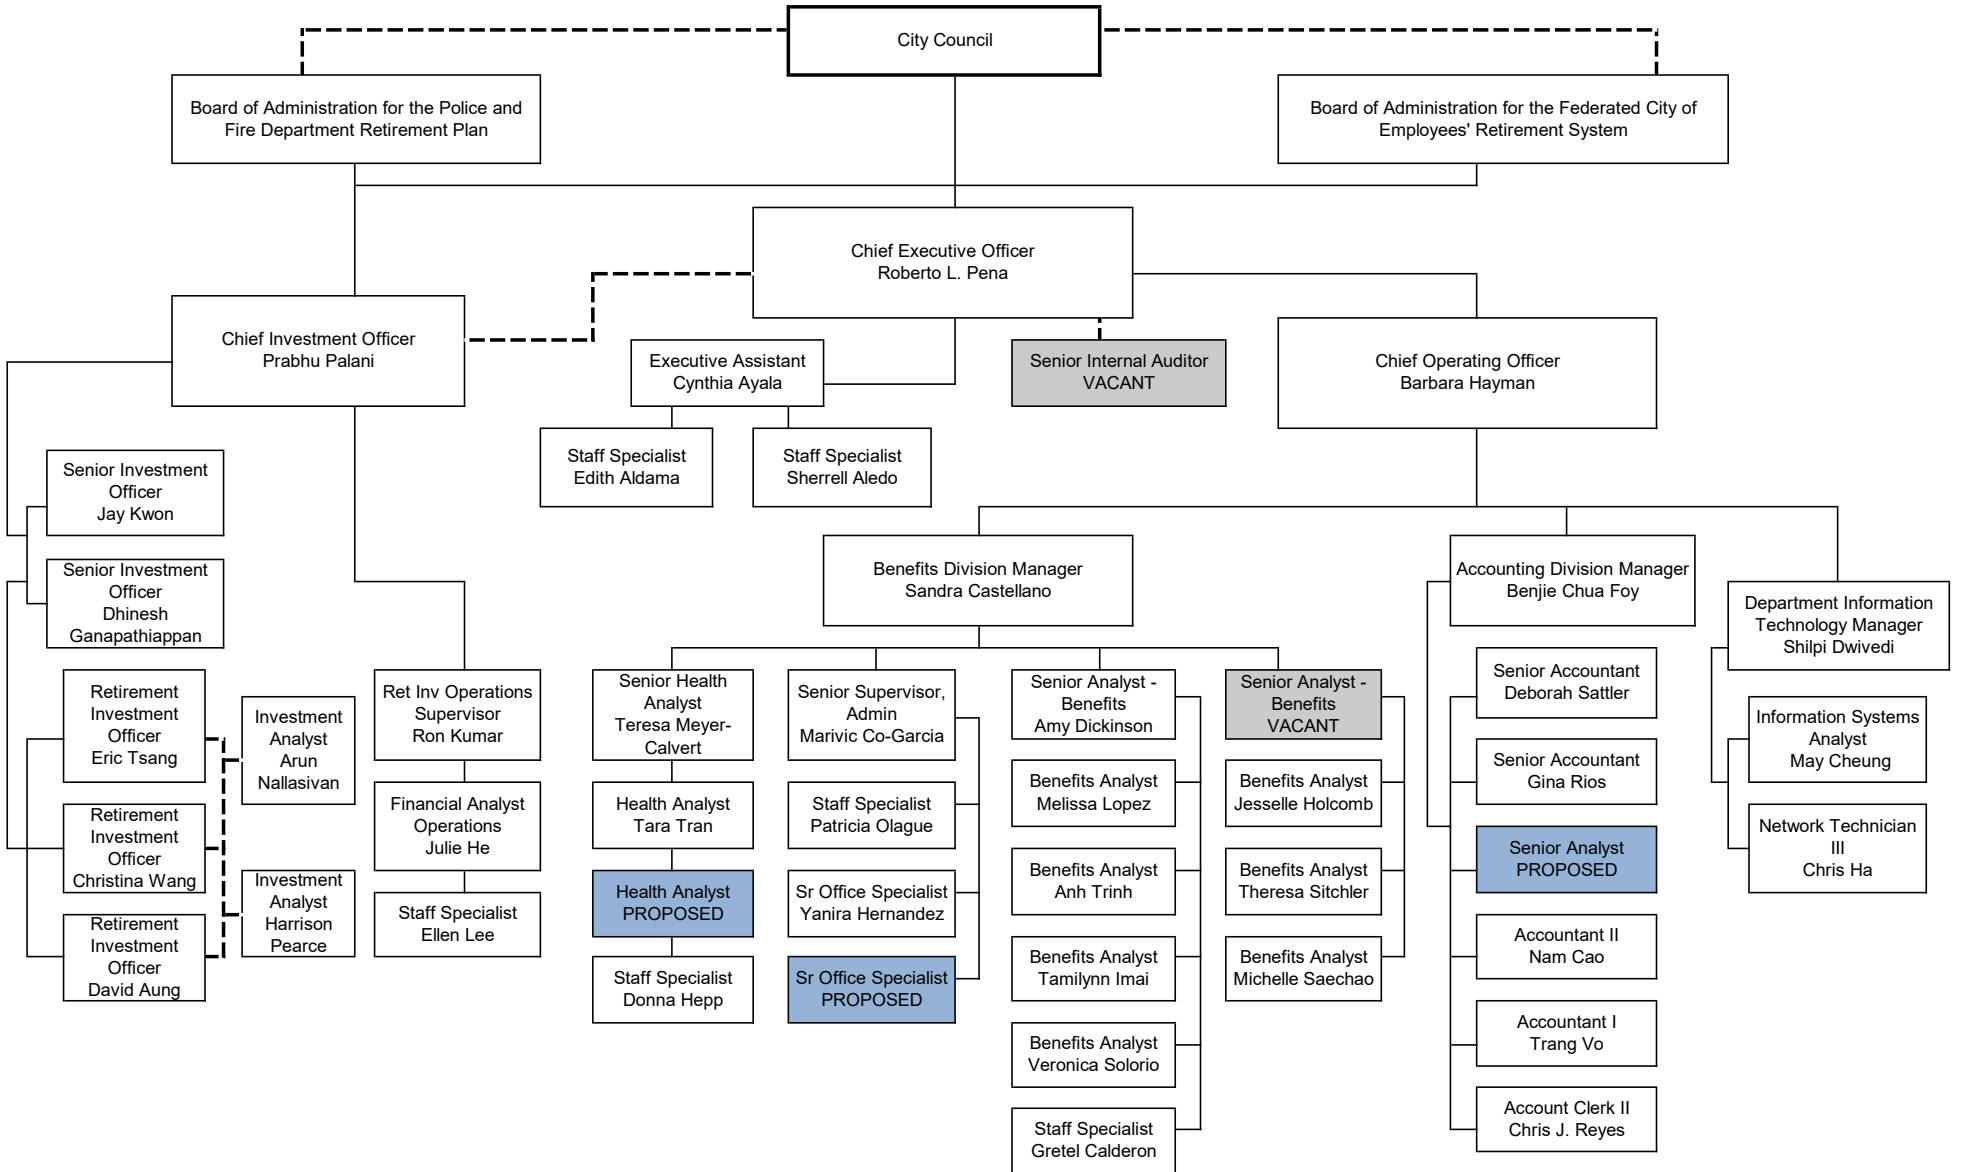 City Council
Board of Administration for the Police and
Fire Department Retirement Plan
Board of Administration for the Federated City of
Employees' Retirement System
Chief Executive Officer
Roberto L. Pena
Chief Investment Officer
Prabhu Palani
Executive Assistant
Cynthia Ayala
Senior Internal Auditor
VACANT
Chief Operating Officer
Barbara Hayman
Staff Specialist
Edith Aldama
Staff Specialist
Sherrell Aledo
Senior Investment
Officer
Jay Kwon
Senior Investment
Officer
Dhinesh
Ganapathiappan
Retirement
Investment
Officer
Eric Tsang
Retirement
Investment
Officer
Christina Wang
Retirement
Investment
Officer
David Aung
Investment
Analyst
Arun
Nallasivan
Investment
Analyst
Harrison
Pearce
Ret Inv Operations
Supervisor
Ron Kumar
Financial Analyst
Operations
Julie He
Staff Specialist
Ellen Lee
Benefits Division Manager
Sandra Castellano
Senior Health
Analyst
Teresa Meyer-
Calvert
Health Analyst
Tara Tran
Health Analyst
PROPOSED
Staff Specialist
Donna Hepp
Senior Supervisor,
Admin
Marivic Co-Garcia
Staff Specialist
Patricia Olague
Sr Office Specialist
Yanira Hernandez
Sr Office Specialist
PROPOSED
Senior Analyst -
Benefits
Amy Dickinson
Benefits Analyst
Melissa Lopez
Benefits Analyst
Anh Trinh
Benefits Analyst
Tamilynn Imai
Benefits Analyst
Veronica Solorio
Staff Specialist
Gretel Calderon
Senior Analyst -
Benefits
VACANT
Benefits Analyst
Jesselle Holcomb
Benefits Analyst
Theresa Sitchler
Benefits Analyst
Michelle Saechao
Accounting Division Manager
Benjie Chua Foy
Senior Accountant
Deborah Sattler
Senior Accountant
Gina Rios
Senior Analyst
PROPOSED
Accountant II
Nam Cao
Accountant I
Trang Vo
Account Clerk II
Chris J. Reyes
Department Information
Technology Manager
Shilpi Dwivedi
Information Systems
Analyst
May Cheung
Network Technician
III
Chris Ha